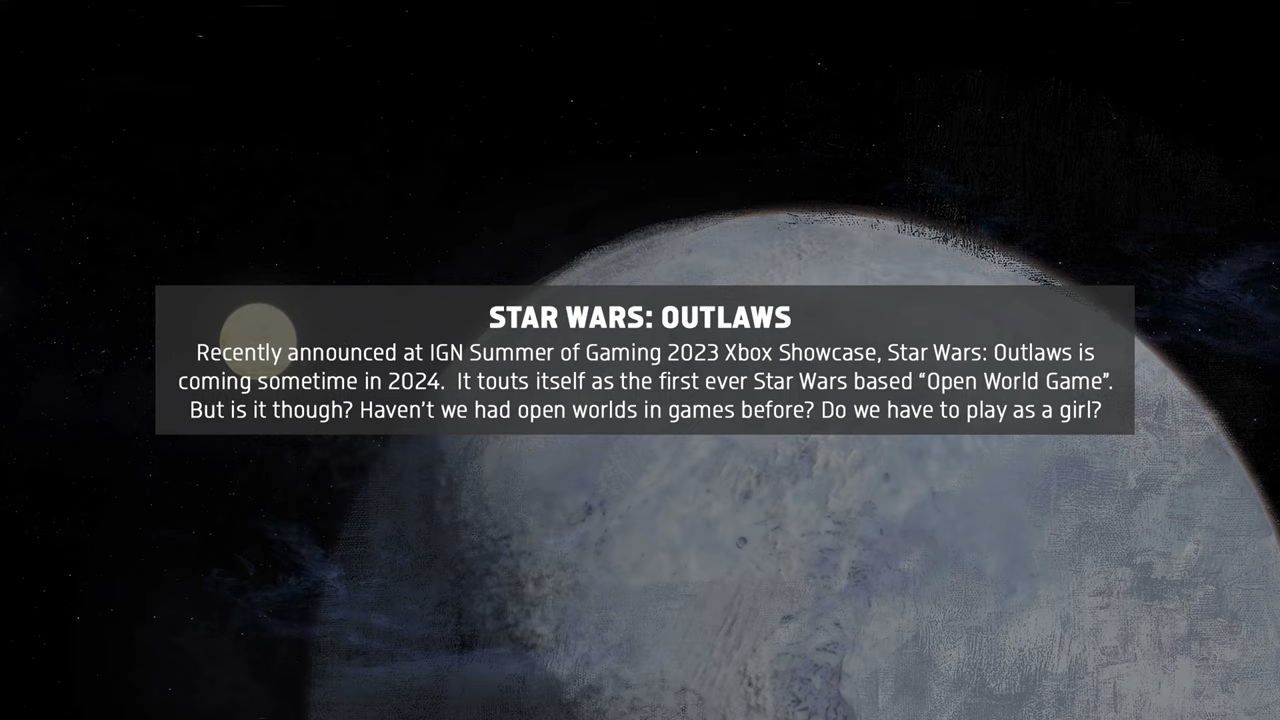 STAR WARS: OUTLAWS
Recently announced at IGN Summer of Gaming 2023 Xbox Showcase, Star Wars: Outlaws is
coming sometime in 2024.  It touts itself as the first ever Star Wars based “Open World Game”.
But is it though? Haven’t we had open worlds in games before? Do we have to play as a girl?